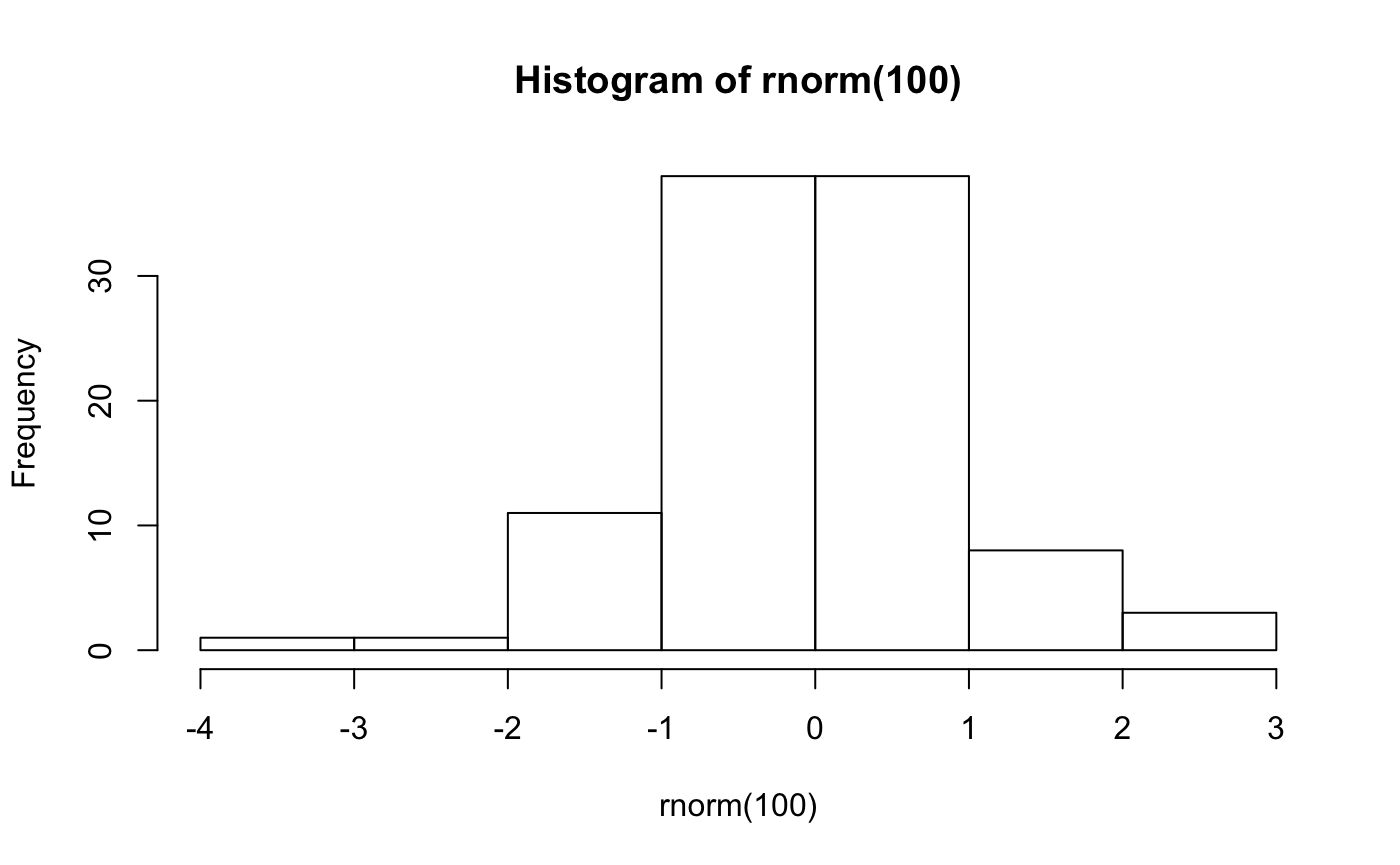 Histogram of rnorm(100)
Frequency
30
20
10
0
-4 -3 -2 -1 0 1 2 3
rnorm(100)